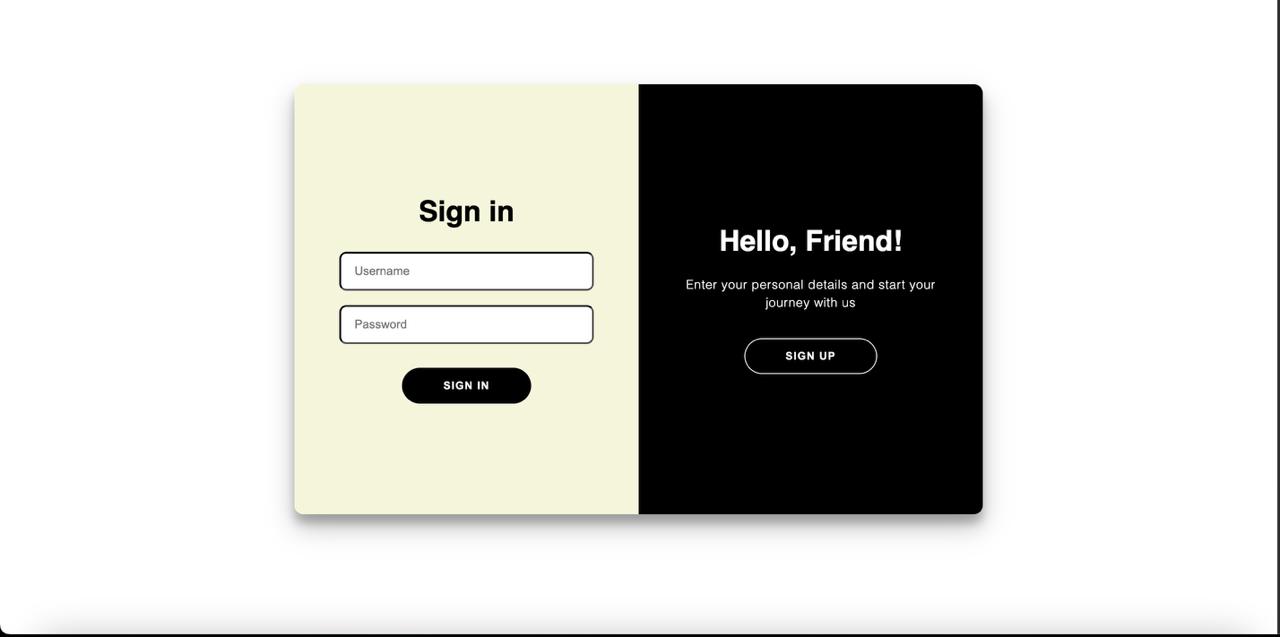 Sign in
Username
Password
SIGN IN
Hello, Friend!
Enter your personal details and start your
journey with us
SIGN UP